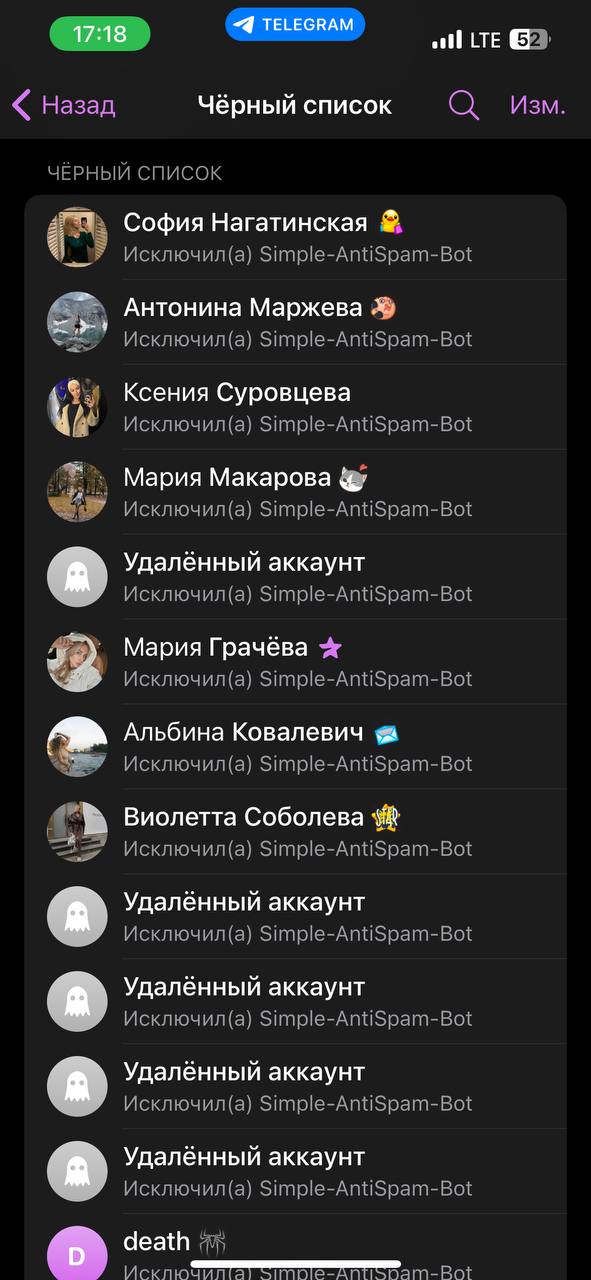 17:18
TELEGRAM
LTE 52
Назад
Чёрный список
Изм.
ЧЁРНЫЙ СПИСОК
София Нагатинская
Исключил(а) Simple-AntiSpam-Bot
Антонина Маржева
Исключил(а) Simple-AntiSpam-Bot
Ксения Суровцева
Исключил(а) Simple-AntiSpam-Bot
Мария Макарова
Исключил(а) Simple-AntiSpam-Bot
Удалённый аккаунт
Исключил(а) Simple-AntiSpam-Bot
Мария Грачёва
Исключил(а) Simple-AntiSpam-Bot
Альбина Ковалевич
Исключил(а) Simple-AntiSpam-Bot
Виолетта Соболева
Исключил(а) Simple-AntiSpam-Bot
Удалённый аккаунт
Исключил(а) Simple-AntiSpam-Bot
Удалённый аккаунт
Исключил(а) Simple-AntiSpam-Bot
Удалённый аккаунт
Исключил(а) Simple-AntiSpam-Bot
Удалённый аккаунт
Исключил(а) Simple-AntiSpam-Bot
D
death
Исключил(а) Simple-AntiSpam-Bot